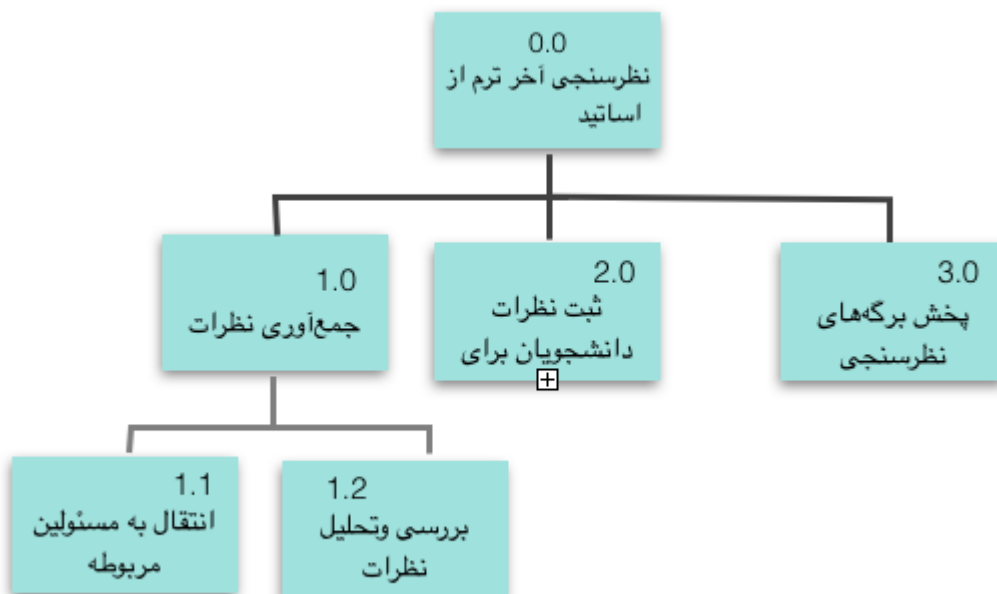 0.0
نظرسنجی آخر ترم از
اساتید
1.0
جمع‌آوری نظرات
2.0
ثبت نظرات
دانشجویان برای
3.0
پخش برگه‌های
نظرسنجی
1.1
انتقال به مسئولین
مربوطه
1.2
بررسی وتحلیل
نظرات